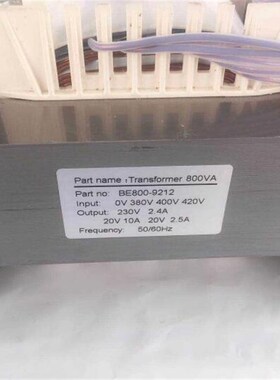 Part name : Transformer 800VA
Part no: BE800-9212
Input: 0V 380V 400V 420V
Output: 230V 2.4A
20V 10A 20V 2.5A
Frequency: 50/60Hz